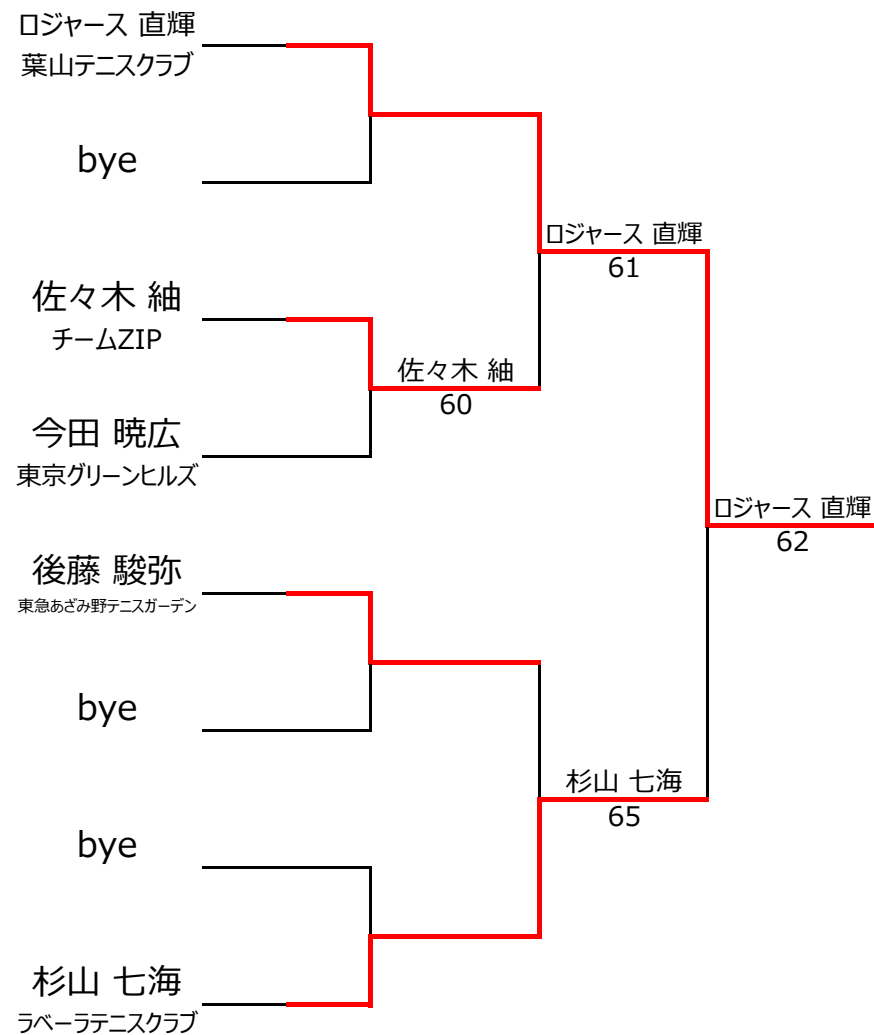 ロジャース 直輝
葉山テニスクラブ
bye
ロジャース 直輝
61
佐々木 紬
チームZIP
佐々木 紬
60
今田 暁広
東京グリーンヒルズ
ロジャース 直輝
62
後藤 駿弥
東急あざみ野テニスガーデン
bye
杉山 七海
65
bye
杉山 七海
ラベーラテニスクラブ